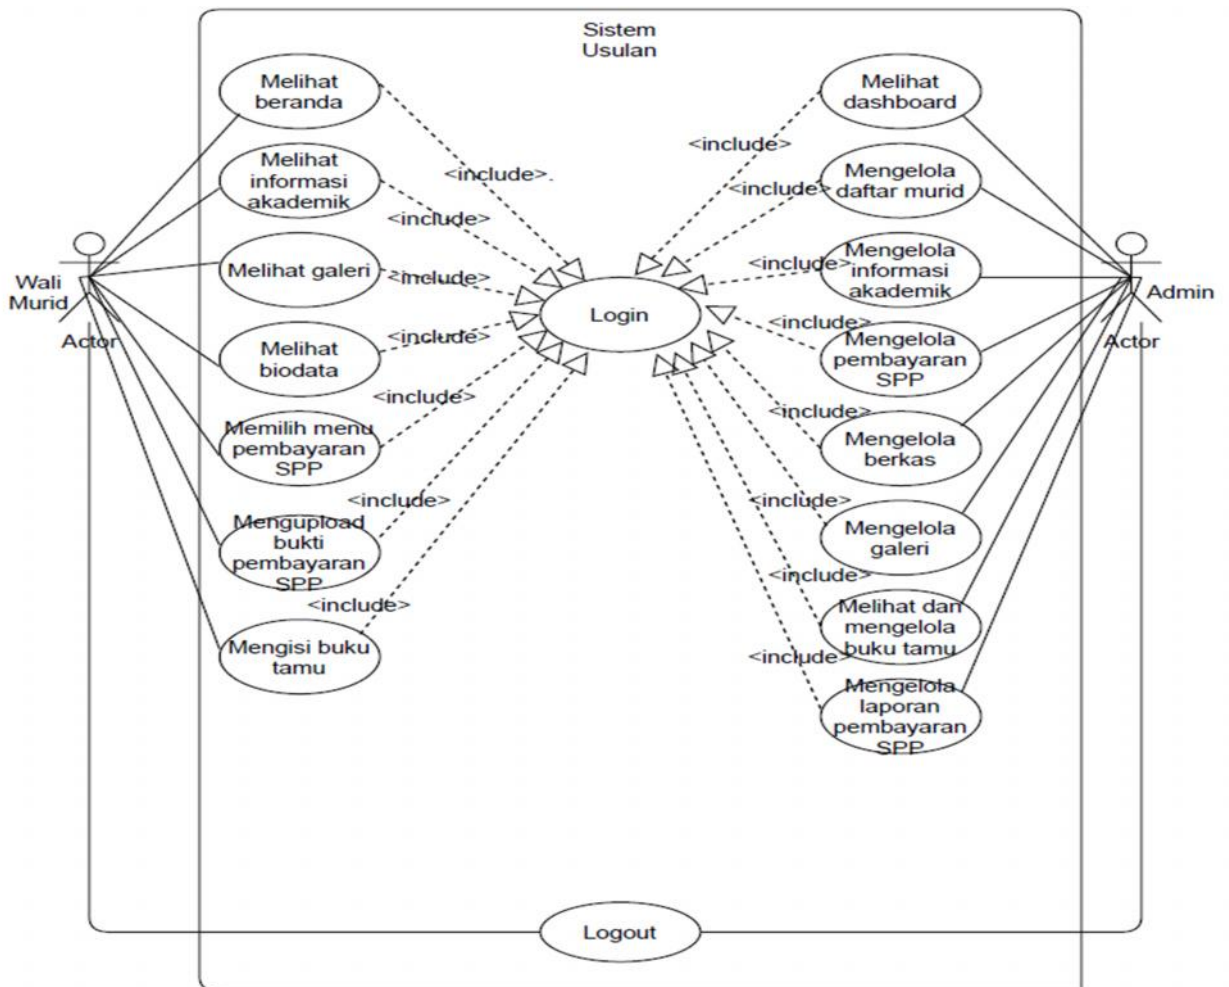 Sistem
Usulan
Melihat
beranda
Melihat
dashboard
<include>.
<include>
Melihat
informasi
akademik
<include>
Mengelola
daftar murid
<include>
Wali
Murid
Actor
Melihat galeri
<include>
Login
<include>
Mengelola
informasi
akademik
Admin
Actor
Melihat
biodata
<include>
<include>
Mengelola
pembayaran
SPP
Memilih menu
pembayaran
SPP
<include>
<include>
Mengelola
berkas
Mengupload
bukti
pembayaran
SPP
<include>
<include>
Mengelola
galeri
Mengisi buku
tamu
<include>
<include>
Melihat dan
mengelola
buku tamu
<include>
Mengelola
laporan
pembayaran
SPP
Logout